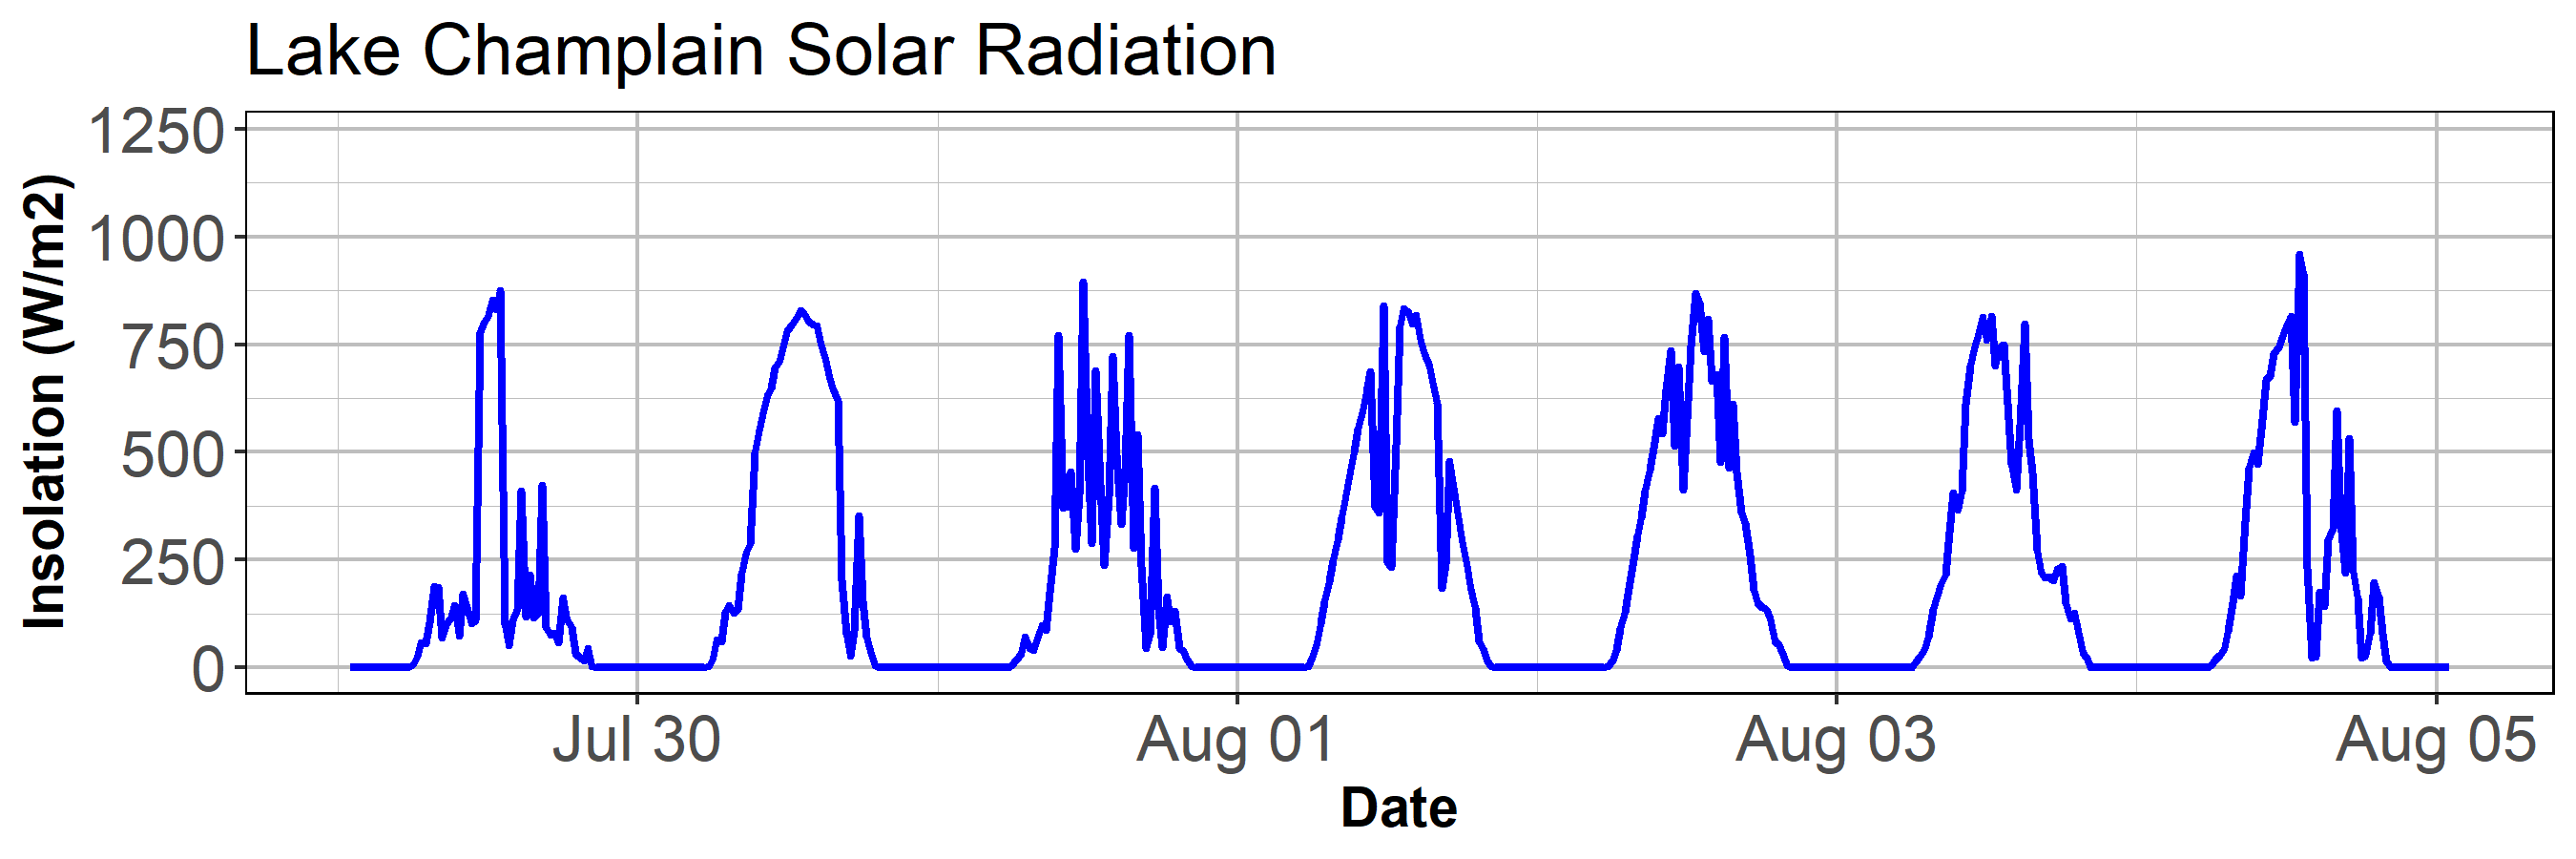 Lake Champlain Solar Radiation
Insolation (W/m2)
1250
1000
750
500
250
0
Jul 30 Aug 01 Aug 03 Aug 05
Date